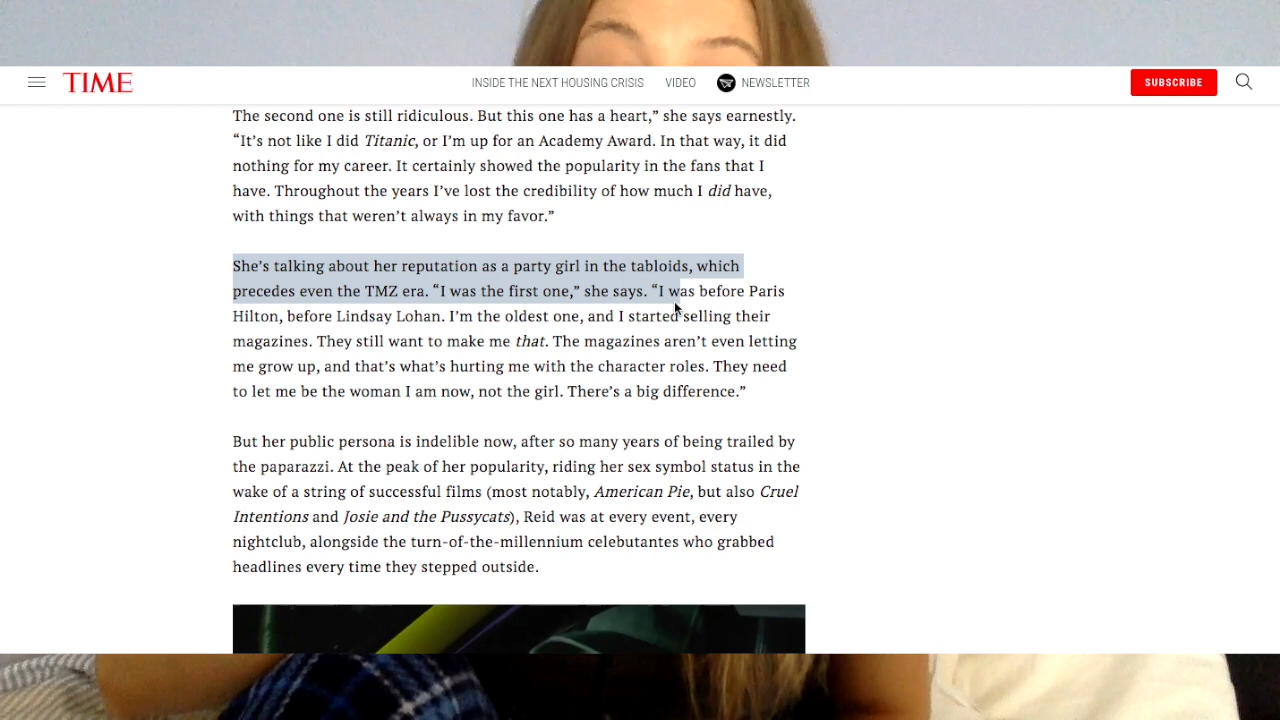 TIME
INSIDE THE NEXT HOUSING CRISIS
VIDEO
NEWSLETTER
SUBSCRIBE
The second one is still ridiculous. But this one has a heart,” she says earnestly.
“It’s not like I did Titanic, or I’m up for an Academy Award. In that way, it did
nothing for my career. It certainly showed the popularity in the fans that I
have. Throughout the years I’ve lost the credibility of how much I did have,
with things that weren’t always in my favor.”
She’s talking about her reputation as a party girl in the tabloids, which
precedes even the TMZ era. “I was the first one,” she says. “I was before Paris
Hilton, before Lindsay Lohan. I’m the oldest one, and I started selling their
magazines. They still want to make me that. The magazines aren’t even letting
me grow up, and that’s what’s hurting me with the character roles. They need
to let me be the woman I am now, not the girl. There’s a big difference.”
But her public persona is indelible now, after so many years of being trailed by
the paparazzi. At the peak of her popularity, riding her sex symbol status in the
wake of a string of successful films (most notably, American Pie, but also Cruel
Intentions and Josie and the Pussycats), Reid was at every event, every
nightclub, alongside the turn-of-the-millennium celebutantes who grabbed
headlines every time they stepped outside.